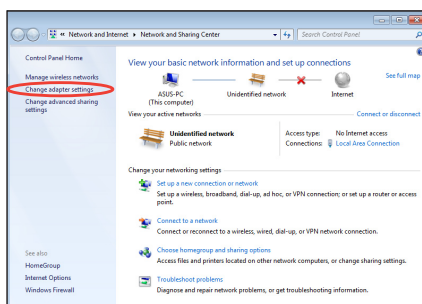 « Network and Internet ▸ Network and Sharing Center
Search Control Panel
Control Panel Home
Manage wireless networks
Change adapter settings
Change advanced sharing
settings
See also
HomeGroup
Internet Options
Windows Firewall
View your basic network information and set up connections
See full map
ASUS-PC
(This computer)
Unidentified network
Internet
View your active networks
Connect or disconnect
Unidentified network
Public network
Access type: No Internet access
Connections: Local Area Connection
Change your networking settings
Set up a new connection or network
Set up a wireless, broadband, dial-up, ad hoc, or VPN connection; or set up a router or access
point.
Connect to a network
Connect or reconnect to a wireless, wired, dial-up, or VPN network connection.
Choose homegroup and sharing options
Access files and printers located on other network computers, or change sharing settings.
Troubleshoot problems
Diagnose and repair network problems, or get troubleshooting information.